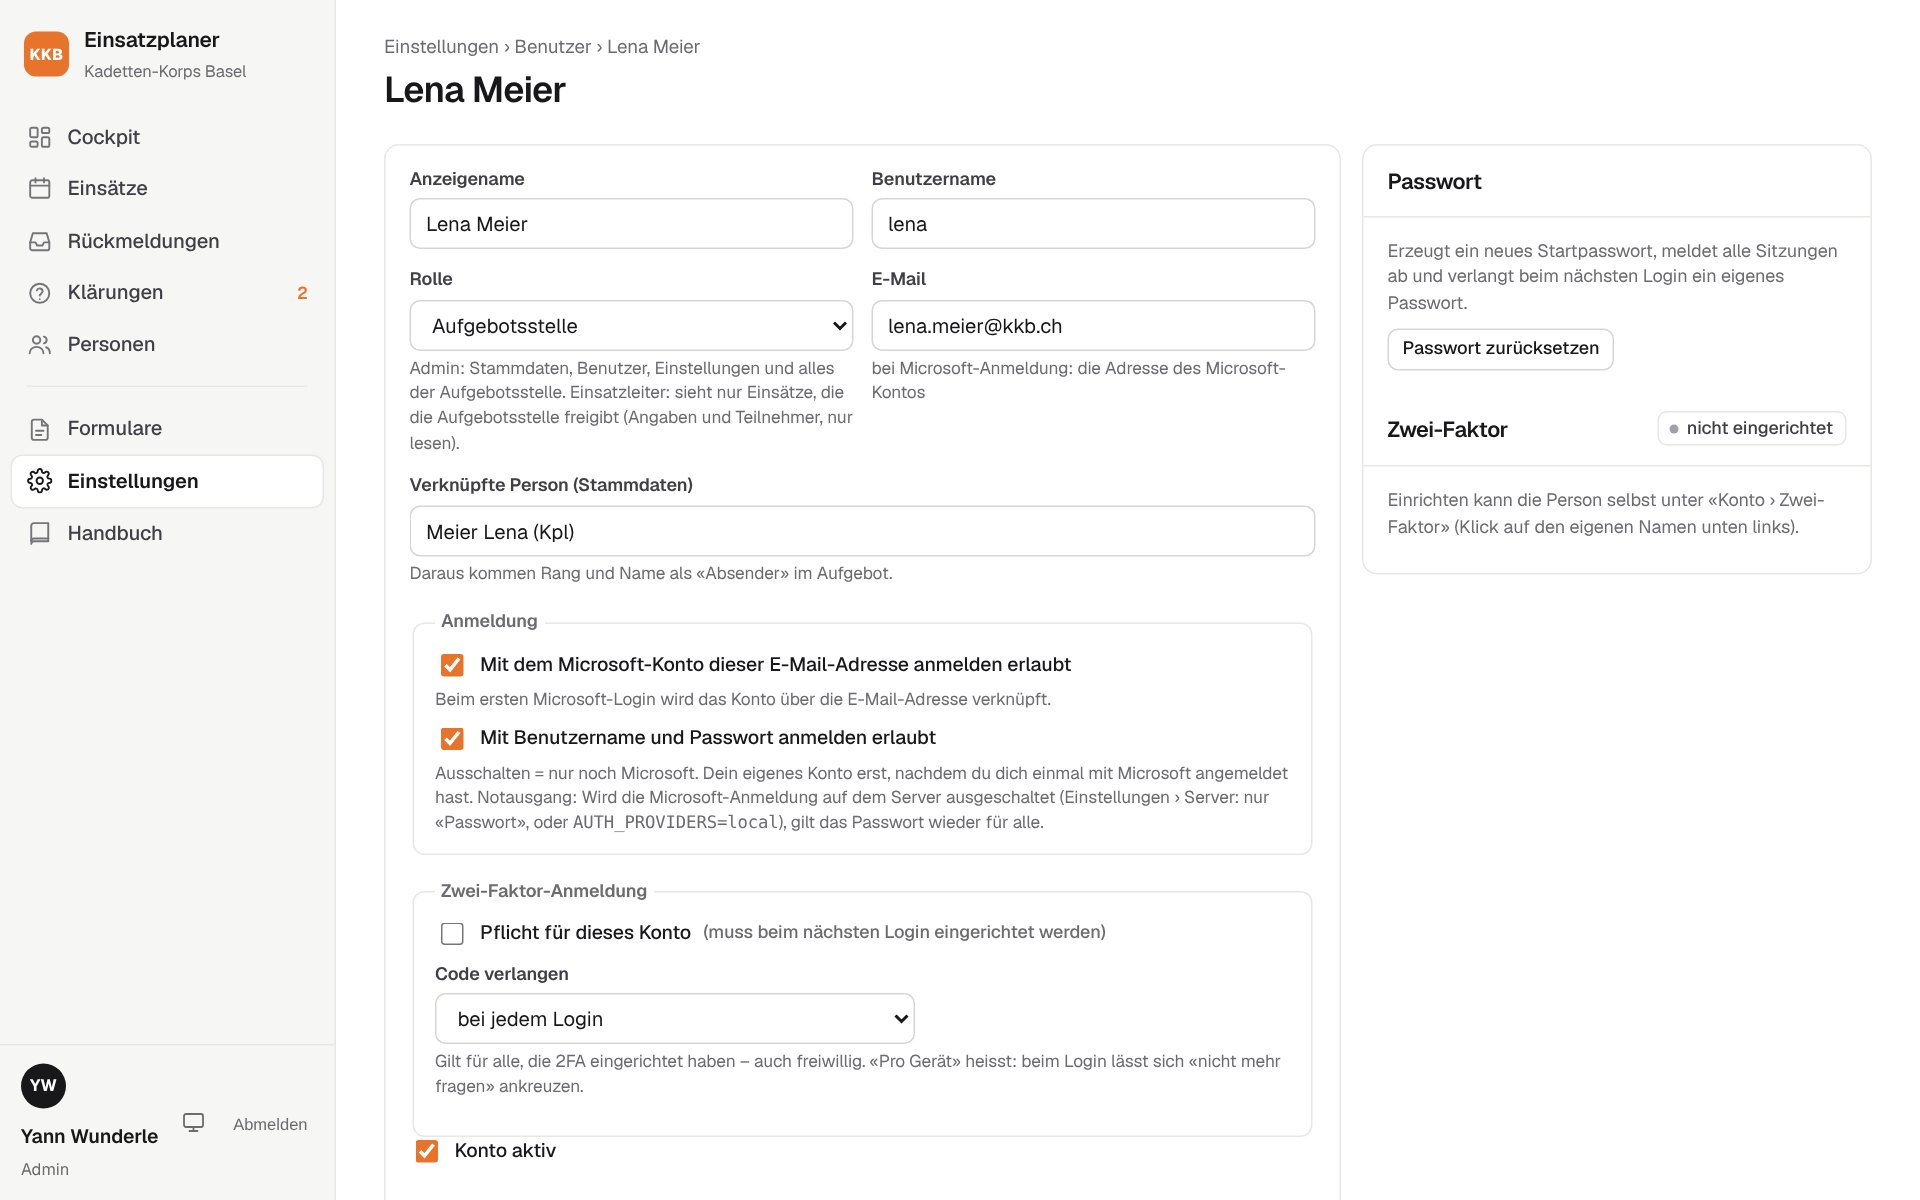 KKB
Einsatzplaner
Kadetten-Korps Basel
Cockpit
Einsätze
Rückmeldungen
Klärungen 2
Personen
Formulare
Einstellungen
Handbuch
YW
Yann Wunderle
Admin
Abmelden
Einstellungen › Benutzer › Lena Meier
Lena Meier
Anzeigename
Lena Meier
Benutzername
lena
Rolle
Aufgebotsstelle
Admin: Stammdaten, Benutzer, Einstellungen und alles
der Aufgebotsstelle. Einsatzleiter: sieht nur Einsätze, die
die Aufgebotsstelle freigibt (Angaben und Teilnehmer, nur
lesen).
E-Mail
lena.meier@kkb.ch
bei Microsoft-Anmeldung: die Adresse des Microsoft-
Kontos
Verknüpfte Person (Stammdaten)
Meier Lena (Kpl)
Daraus kommen Rang und Name als «Absender» im Aufgebot.
Anmeldung
Mit dem Microsoft-Konto dieser E-Mail-Adresse anmelden erlaubt
Beim ersten Microsoft-Login wird das Konto über die E-Mail-Adresse verknüpft.
Mit Benutzername und Passwort anmelden erlaubt
Ausschalten = nur noch Microsoft. Dein eigenes Konto erst, nachdem du dich einmal mit Microsoft angemeldet
hast. Notausgang: Wird die Microsoft-Anmeldung auf dem Server ausgeschaltet (Einstellungen › Server: nur
«Passwort», oder AUTH_PROVIDERS=local), gilt das Passwort wieder für alle.
Zwei-Faktor-Anmeldung
Pflicht für dieses Konto (muss beim nächsten Login eingerichtet werden)
Code verlangen
bei jedem Login
Gilt für alle, die 2FA eingerichtet haben – auch freiwillig. «Pro Gerät» heisst: beim Login lässt sich «nicht mehr
fragen» ankreuzen.
Konto aktiv
Passwort
Erzeugt ein neues Startpasswort, meldet alle Sitzungen
ab und verlangt beim nächsten Login ein eigenes
Passwort.
Passwort zurücksetzen
Zwei-Faktor
nicht eingerichtet
Einrichten kann die Person selbst unter «Konto › Zwei-
Faktor» (Klick auf den eigenen Namen unten links).